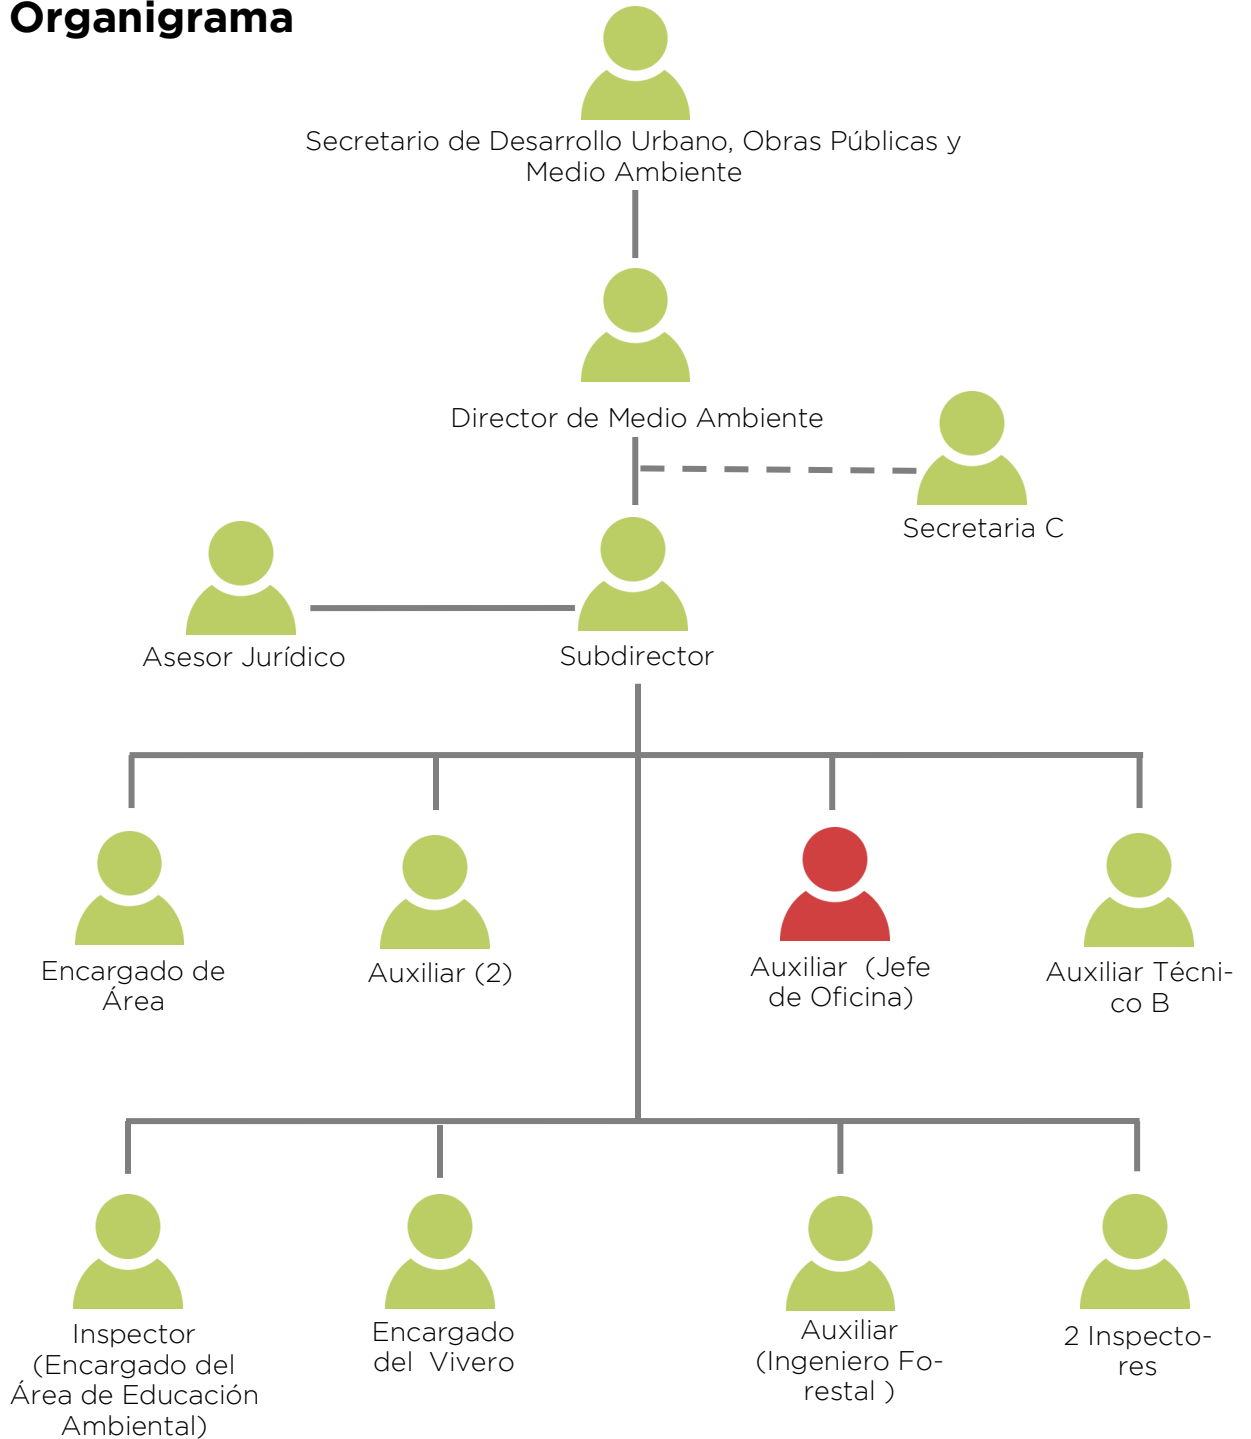 Organigrama
Secretario de Desarrollo Urbano, Obras Públicas y
Medio Ambiente
Director de Medio Ambiente
Secretaria C
Asesor Jurídico
Subdirector
Encargado de
Área
Auxiliar (2)
Auxiliar (Jefe
de Oficina)
Auxiliar Técni-
co B
Inspector
(Encargado del
Área de Educación
Ambiental)
Encargado
del Vivero
Auxiliar
(Ingeniero Fo-
restal )
2 Inspecto-
res